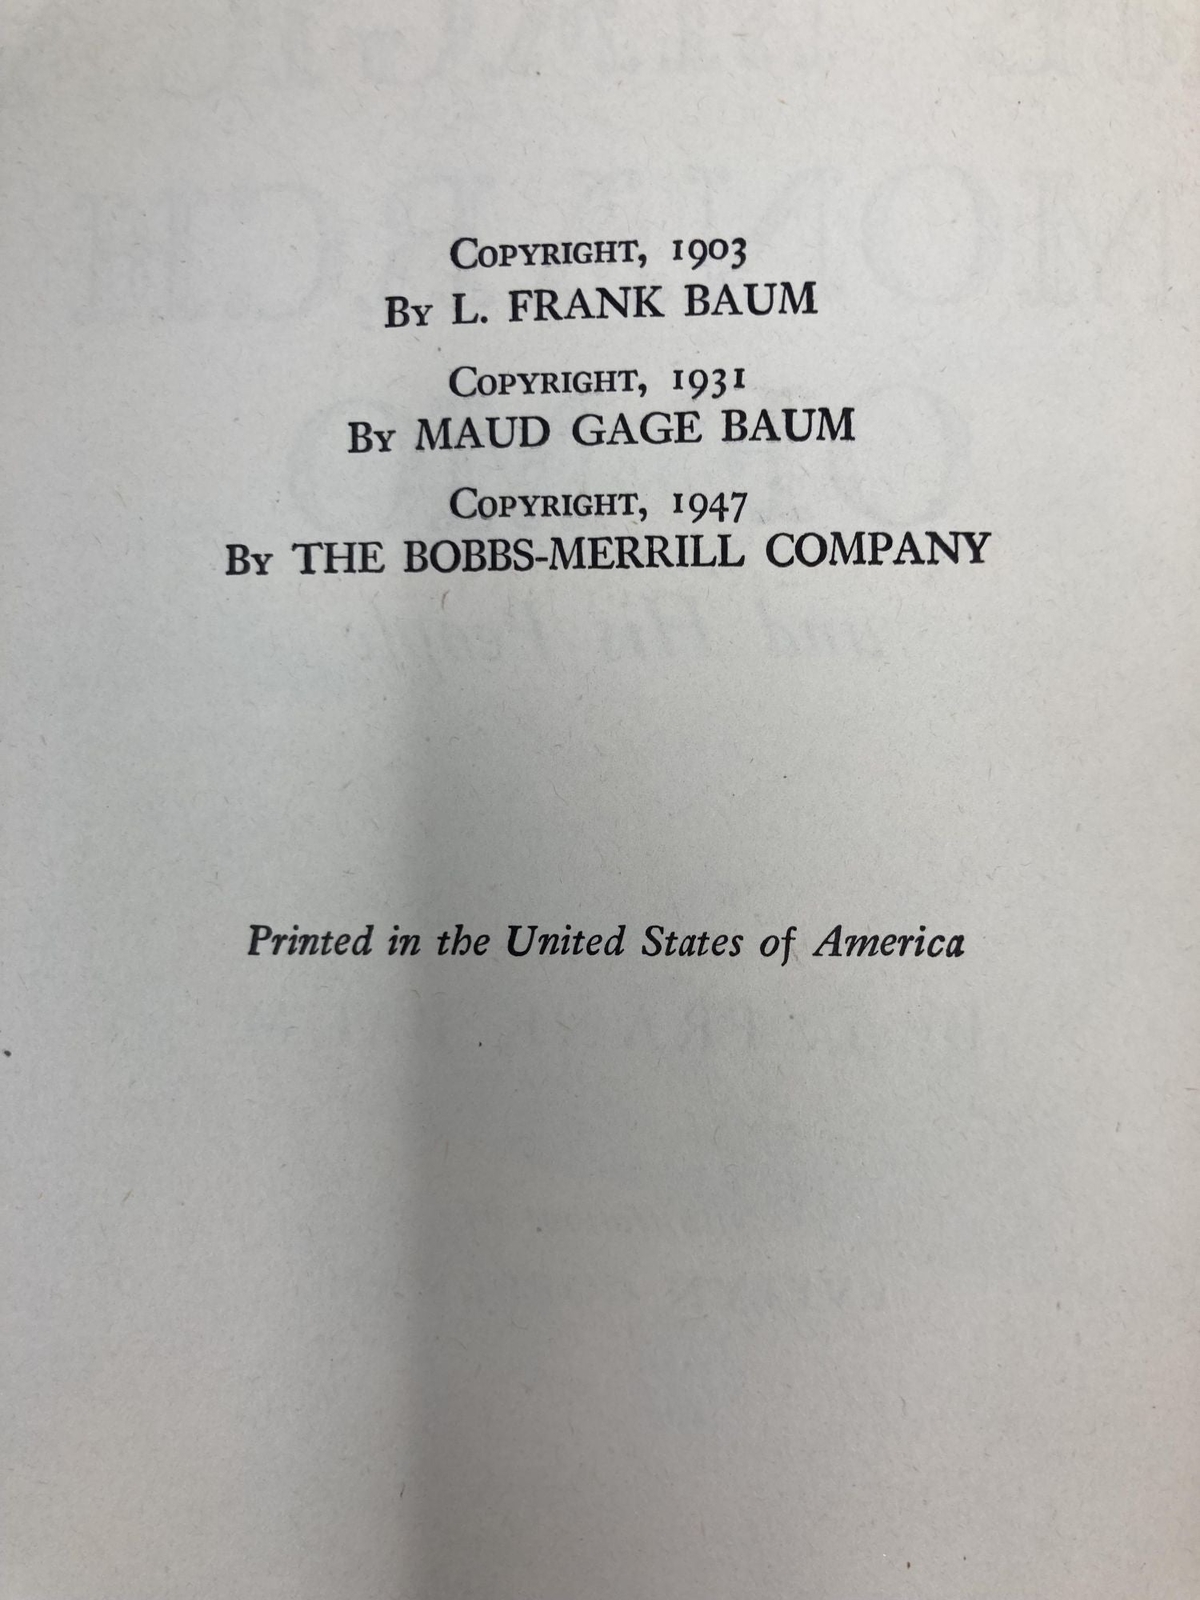 Copyright, 1903
By L. FRANK BAUM
Copyright, 1931
By MAUD GAGE BAUM
Copyright, 1947
By THE BOBBS-MERRILL COMPANY
Printed in the United States of America